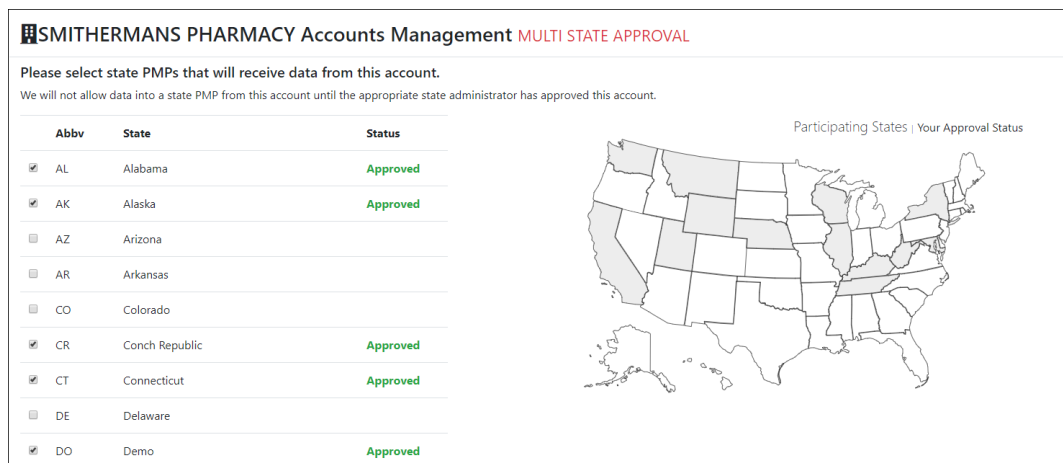 SMITHERMANS PHARMACY Accounts Management MULTI STATE APPROVAL
Please select state PMPs that will receive data from this account.
We will not allow data into a state PMP from this account until the appropriate state administrator has approved this account.
Participating States | Your Approval Status
Abbv State Status
AL Alabama Approved
AK Alaska Approved
AZ Arizona
AR Arkansas
CO Colorado
CR Conch Republic Approved
CT Connecticut Approved
DE Delaware
DO Demo Approved